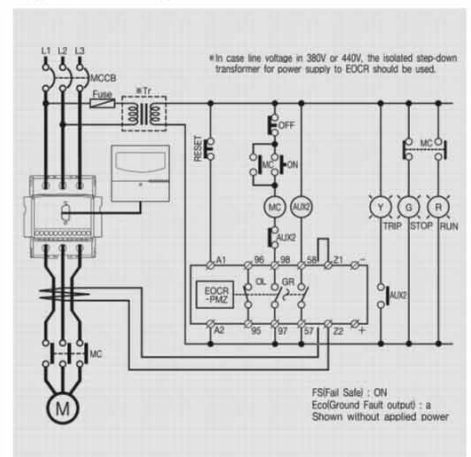 L1 L2 L3
※In case line voltage in 380V or 440V, the isolated step-down
transformer for power supply to EOCR should be used.
MCCB
Fuse
※Tr
RESET
OFF
MC
ON
MC
MC
AUX2
Y
G
R
TRIP
STOP
RUN
AUX2
A1
96
98
58
Z1
-
EOCR
-PMZ
OL
GR
AUX2
A2
95
97
57
Z2
+
MC
M
FS(Fail Safe) : ON
Eco(Ground Fault output) : a
Shown without applied power